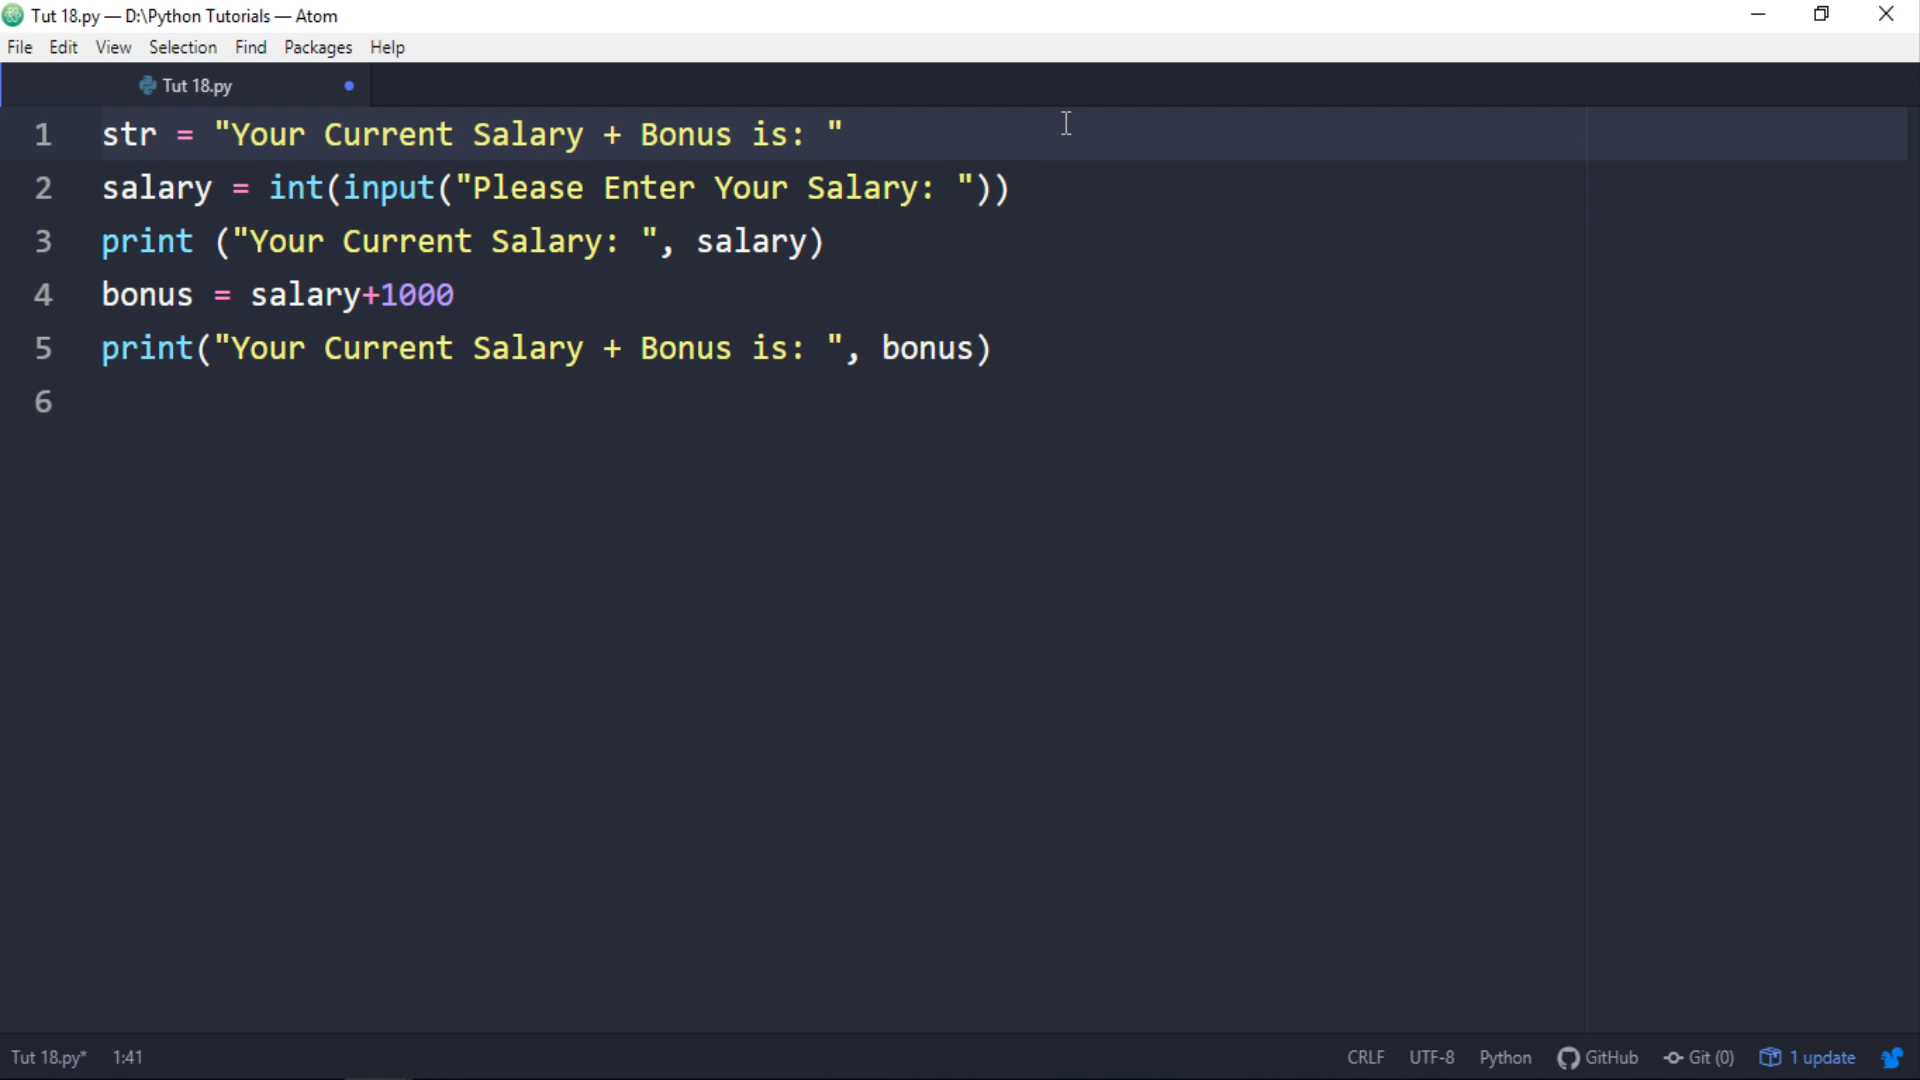 Tut 18.py — D:\Python Tutorials — Atom
File Edit View Selection Find Packages Help
Tut 18.py
1 str = "Your Current Salary + Bonus is: "
2 salary = int(input("Please Enter Your Salary: "))
3 print ("Your Current Salary: ", salary)
4 bonus = salary+1000
5 print("Your Current Salary + Bonus is: ", bonus)
6
Tut 18.py* 1:41 CRLF UTF-8 Python GitHub Git (0) 1 update